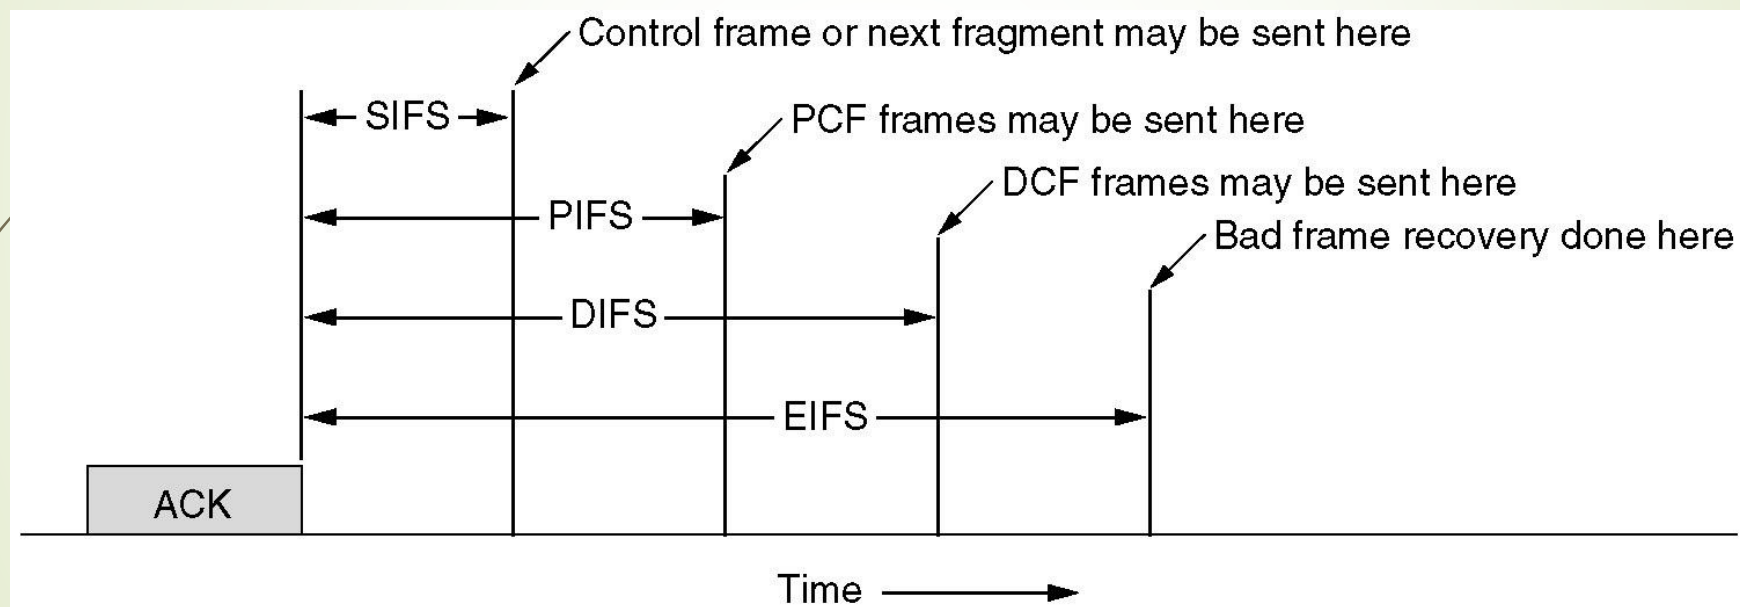 Control frame or next fragment may be sent here
SIFS
PCF frames may be sent here
DCF frames may be sent here
PIFS
Bad frame recovery done here
DIFS
EIFS
ACK
Time